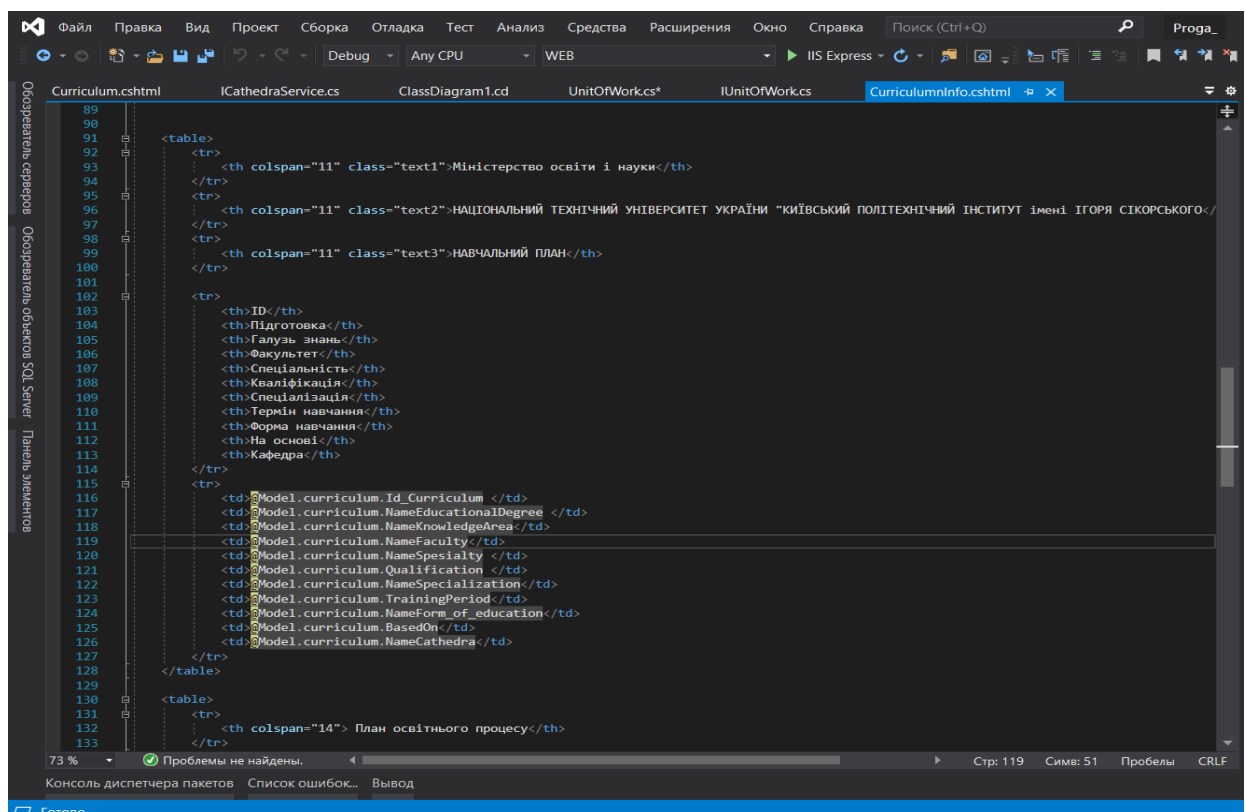 Файл Правка Вид Проект Сборка Отладка Тест Анализ Средства Расширения Окно Справка Поиск (Ctrl+Q) Proga_
Debug Any CPU WEB IIS Express
Curriculum.cshtml ICathedraService.cs ClassDiagram1.cd UnitOfWork.cs* IUnitOfWork.cs CurriculumnInfo.cshtml
Обозреватель серверов
Обозреватель объектов SQL Server
Панель элементов
89
90
91 <table>
92 <tr>
93 <th colspan="11" class="text1">Міністерство освіти і науки</th>
94 </tr>
95 <tr>
96 <th colspan="11" class="text2">НАЦІОНАЛЬНИЙ ТЕХНІЧНИЙ УНІВЕРСИТЕТ УКРАЇНИ "КИЇВСЬКИЙ ПОЛІТЕХНІЧНИЙ ІНСТИТУТ імені ІГОРЯ СІКОРСЬКОГО</
97 </tr>
98 <tr>
99 <th colspan="11" class="text3">НАВЧАЛЬНИЙ ПЛАН</th>
100 </tr>
101
102 <tr>
103 <th>ID</th>
104 <th>Підготовка</th>
105 <th>Галузь знань</th>
106 <th>Факультет</th>
107 <th>Спеціальність</th>
108 <th>Кваліфікація</th>
109 <th>Спеціалізація</th>
110 <th>Термін навчання</th>
111 <th>Форма навчання</th>
112 <th>На основі</th>
113 <th>Кафедра</th>
114 </tr>
115 <tr>
116 <td>@Model.curriculum.Id_Curriculum </td>
117 <td>@Model.curriculum.NameEducationalDegree </td>
118 <td>@Model.curriculum.NameKnowledgeArea</td>
119 <td>@Model.curriculum.NameFaculty</td>
120 <td>@Model.curriculum.NameSpesialty </td>
121 <td>@Model.curriculum.Qualification </td>
122 <td>@Model.curriculum.NameSpecialization</td>
123 <td>@Model.curriculum.TrainingPeriod</td>
124 <td>@Model.curriculum.NameForm_of_education</td>
125 <td>@Model.curriculum.BasedOn</td>
126 <td>@Model.curriculum.NameCathedra</td>
127 </tr>
128 </table>
129
130 <table>
131 <tr>
132 <th colspan="14"> План освітнього процесу</th>
133 </tr>
73 % Проблемы не найдены. Стр: 119 Симв: 51 Пробелы CRLF
Консоль диспетчера пакетов Список ошибок... Вывод
Готово